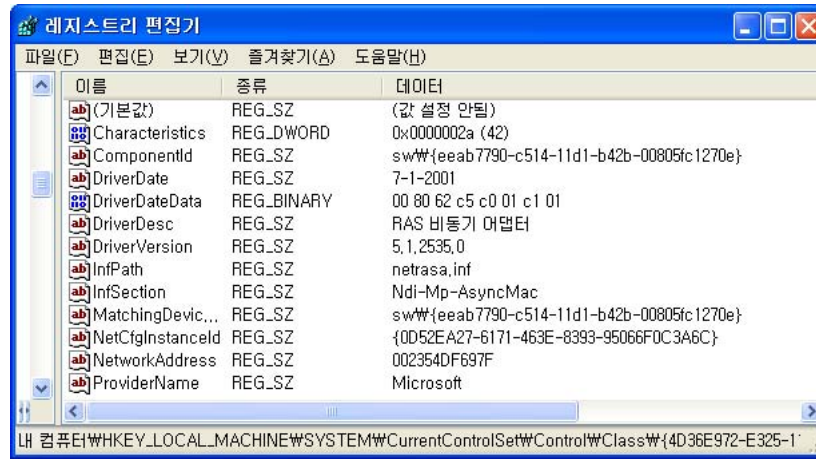 레지스트리 편집기
파일(F) 편집(E) 보기(V) 즐겨찾기(A) 도움말(H)
이름 종류 데이터
(기본값) REG_SZ (값 설정 안됨)
Characteristics REG_DWORD 0x0000002a (42)
ComponentId REG_SZ sw₩{eeab7790-c514-11d1-b42b-00805fc1270e}
DriverDate REG_SZ 7-1-2001
DriverDateData REG_BINARY 00 80 62 c5 c0 01 c1 01
DriverDesc REG_SZ RAS 비동기 어댑터
DriverVersion REG_SZ 5.1.2535.0
InfPath REG_SZ netrasa.inf
InfSection REG_SZ Ndi-Mp-AsyncMac
MatchingDevic... REG_SZ sw₩{eeab7790-c514-11d1-b42b-00805fc1270e}
NetCfgInstanceId REG_SZ {0D52EA27-6171-463E-8393-95066F0C3A6C}
NetworkAddress REG_SZ 002354DF697F
ProviderName REG_SZ Microsoft
내 컴퓨터₩HKEY_LOCAL_MACHINE₩SYSTEM₩CurrentControlSet₩Control₩Class₩{4D36E972-E325-1